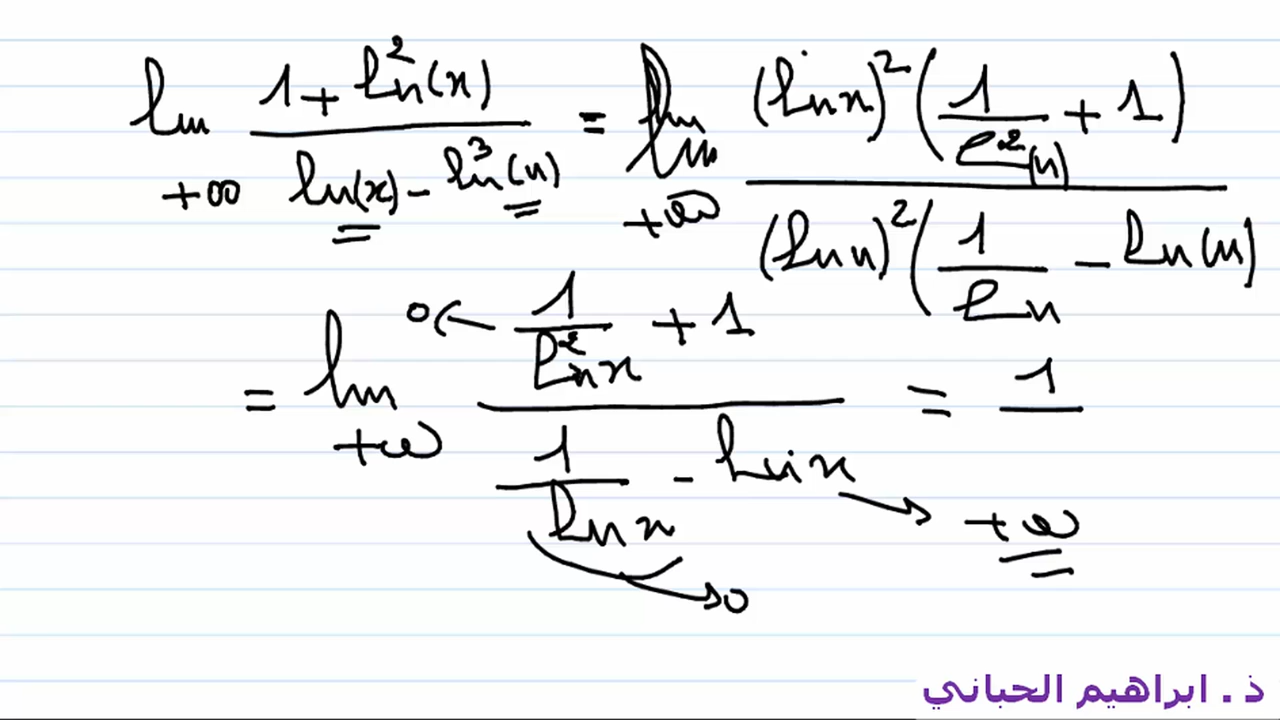 lim 1 + ln²(x) / ln(x) - ln³(x) = lim (ln x)² (1 / ln²(x) + 1) / (ln x)² (1 / ln x - ln(x)
+∞ +∞
= lim 0 ← 1 / ln² x + 1 / 1 / ln x - ln x = 1
+∞ → +∞
→ 0
ذ . ابراهيم الحباني